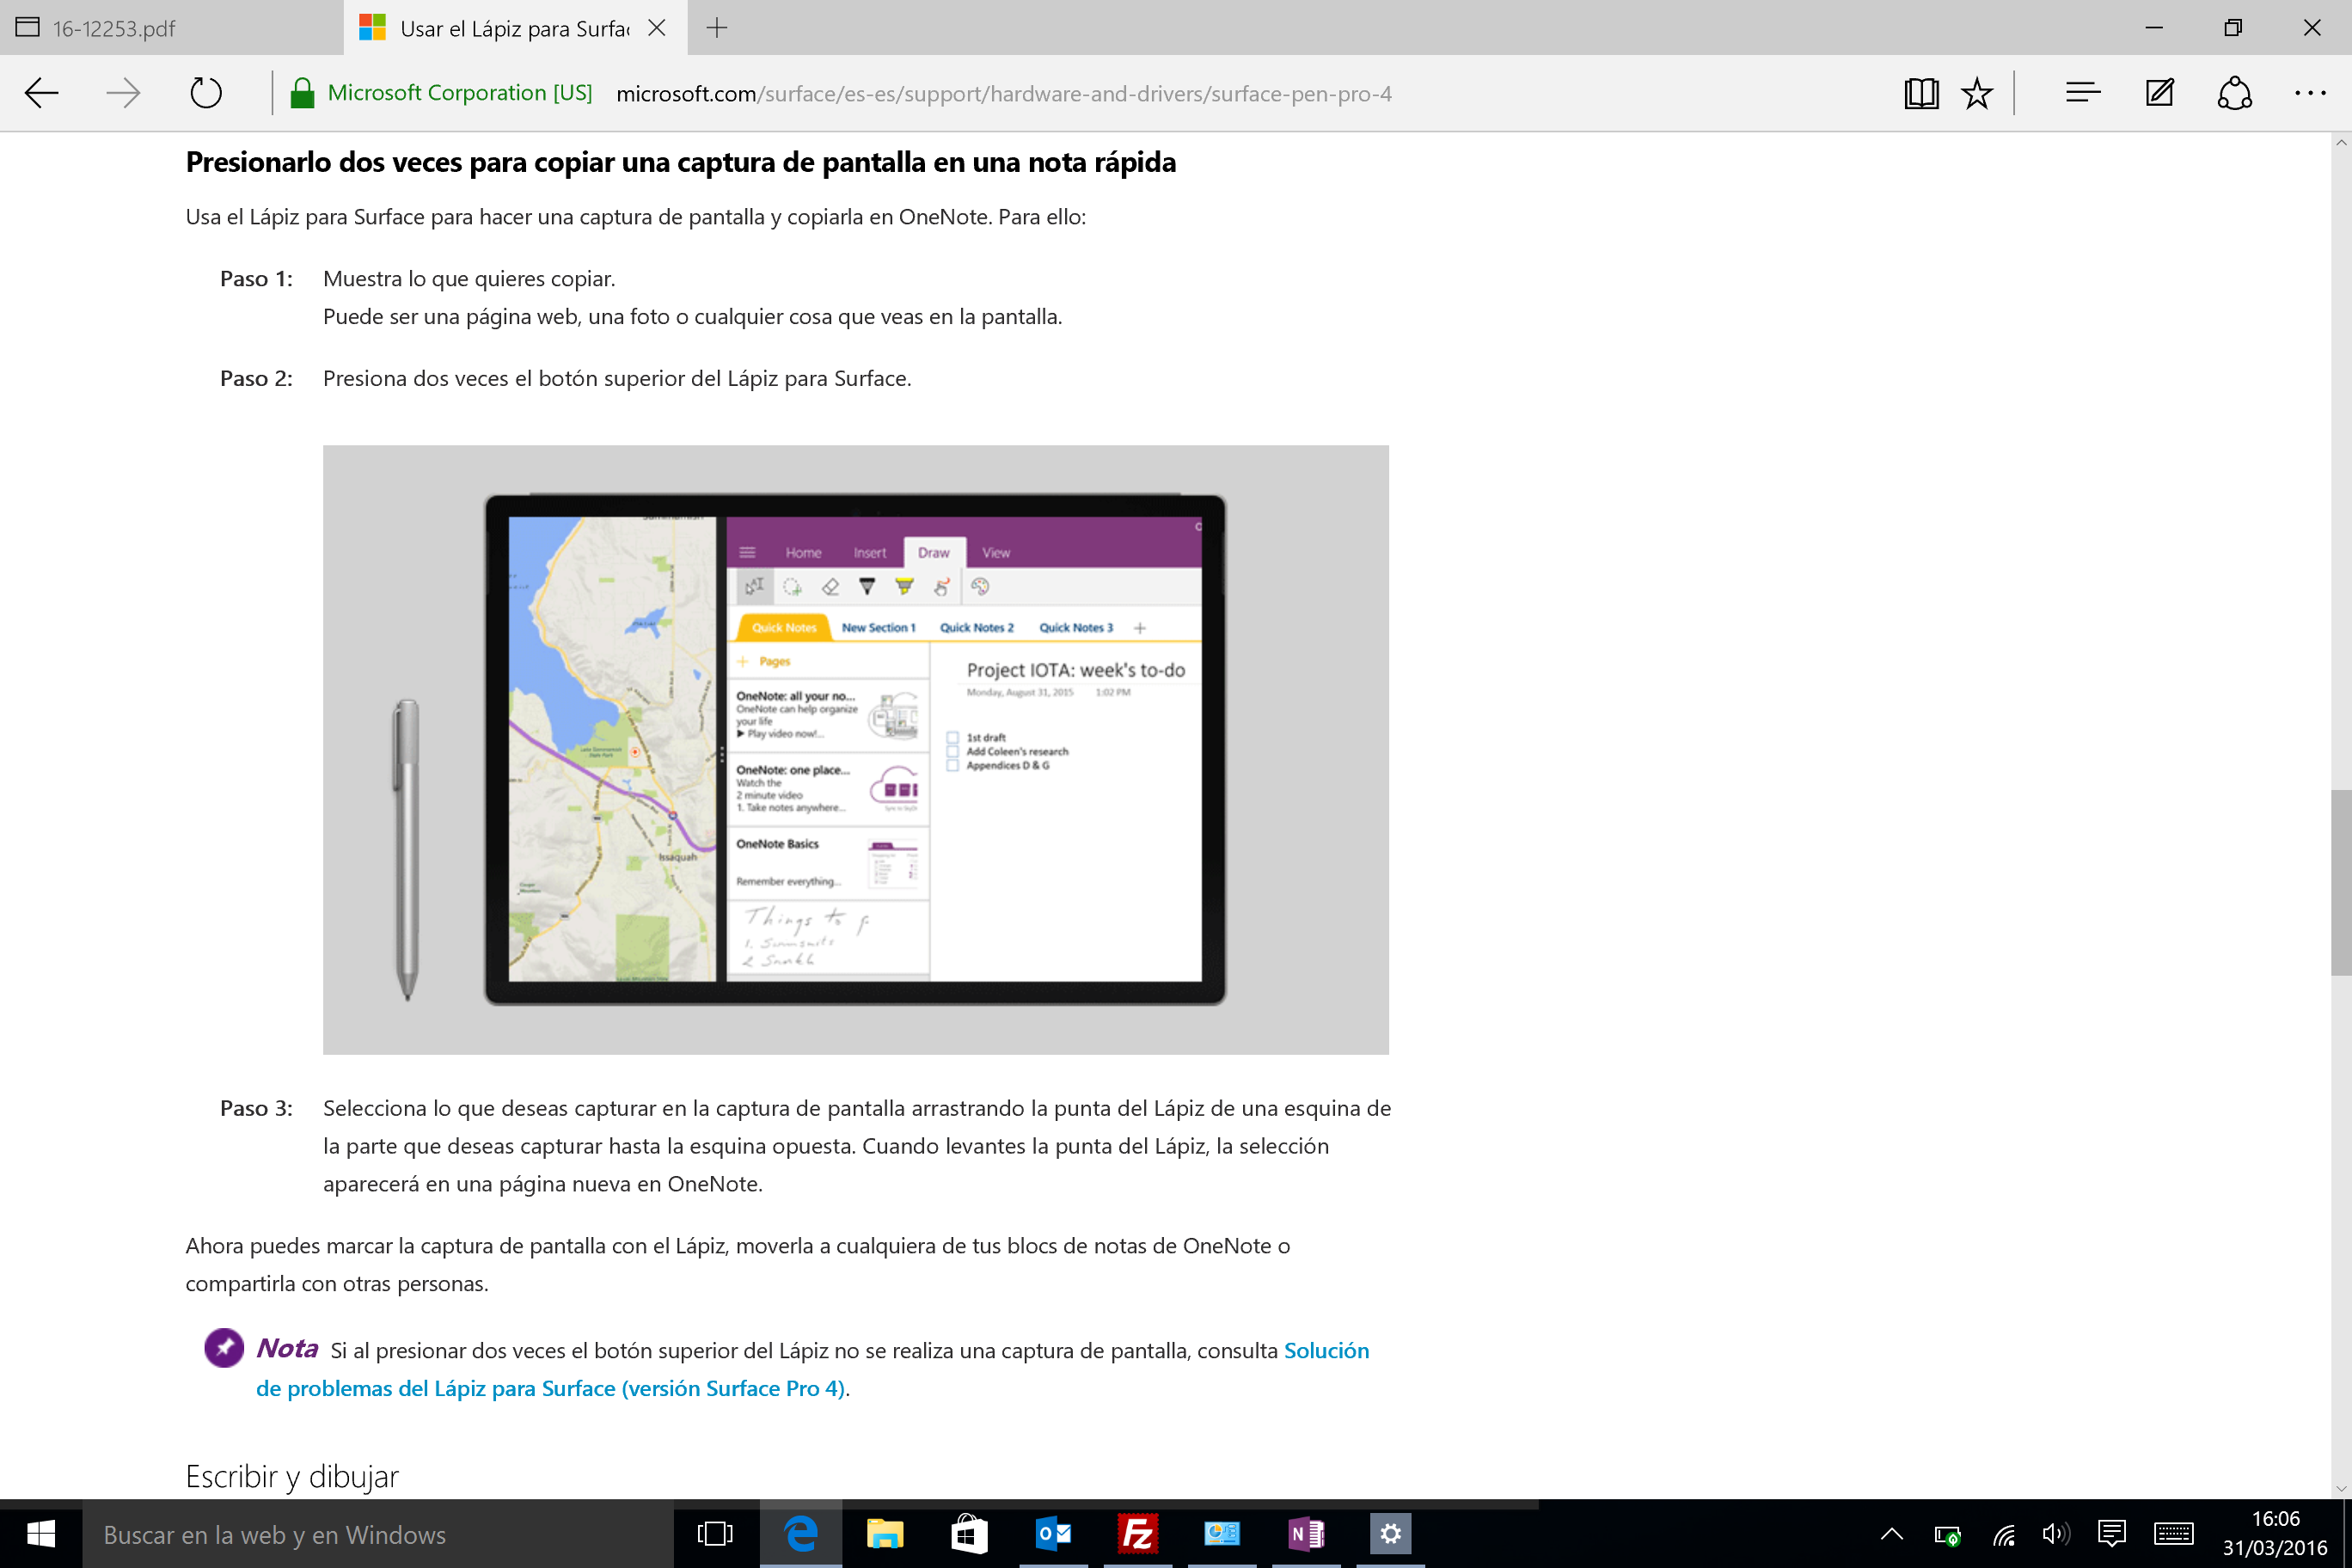 16-12253.pdf
Usar el Lápiz para Surfac
Microsoft Corporation [US] microsoft.com/surface/es-es/support/hardware-and-drivers/surface-pen-pro-4
Presionarlo dos veces para copiar una captura de pantalla en una nota rápida
Usa el Lápiz para Surface para hacer una captura de pantalla y copiarla en OneNote. Para ello:
Paso 1: Muestra lo que quieres copiar.
Puede ser una página web, una foto o cualquier cosa que veas en la pantalla.
Paso 2: Presiona dos veces el botón superior del Lápiz para Surface.
Home Insert Draw View
Quick Notes New Section 1 Quick Notes 2 Quick Notes 3
Pages
OneNote: all your no...
OneNote can help organize
your life
Play video now!...
OneNote: one place...
Watch the
2 minute video
1. Take notes anywhere...
OneNote Basics
Remember everything...
Things to
Project IOTA: week's to-do
Monday, August 31, 2015 1:02 PM
1st draft
Add Coleen's research
Appendices D & G
Issaquah
Paso 3: Selecciona lo que deseas capturar en la captura de pantalla arrastrando la punta del Lápiz de una esquina de
la parte que deseas capturar hasta la esquina opuesta. Cuando levantes la punta del Lápiz, la selección
aparecerá en una página nueva en OneNote.
Ahora puedes marcar la captura de pantalla con el Lápiz, moverla a cualquiera de tus blocs de notas de OneNote o
compartirla con otras personas.
Nota Si al presionar dos veces el botón superior del Lápiz no se realiza una captura de pantalla, consulta Solución
de problemas del Lápiz para Surface (versión Surface Pro 4).
Escribir y dibujar
Buscar en la web y en Windows
16:06
31/03/2016